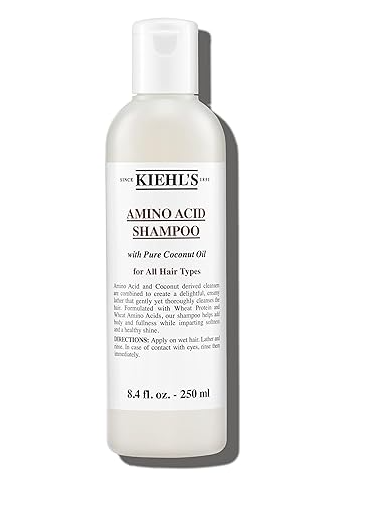 SINCE KIEHL'S 1851
AMINO ACID
SHAMPOO
with Pure Coconut Oil
for All Hair Types
Amino Acid and Coconut derived cleansers
are combined to create a delightful, creamy
lather that gently yet thoroughly cleanses the
hair. Formulated with Wheat Protein and
Wheat Amino Acids, our shampoo helps add
body and fullness while imparting softness
and a healthy shine.
DIRECTIONS: Apply on wet hair. Lather and
rinse. In case of contact with eyes, rinse them
immediately.
8.4 fl. oz. - 250 ml